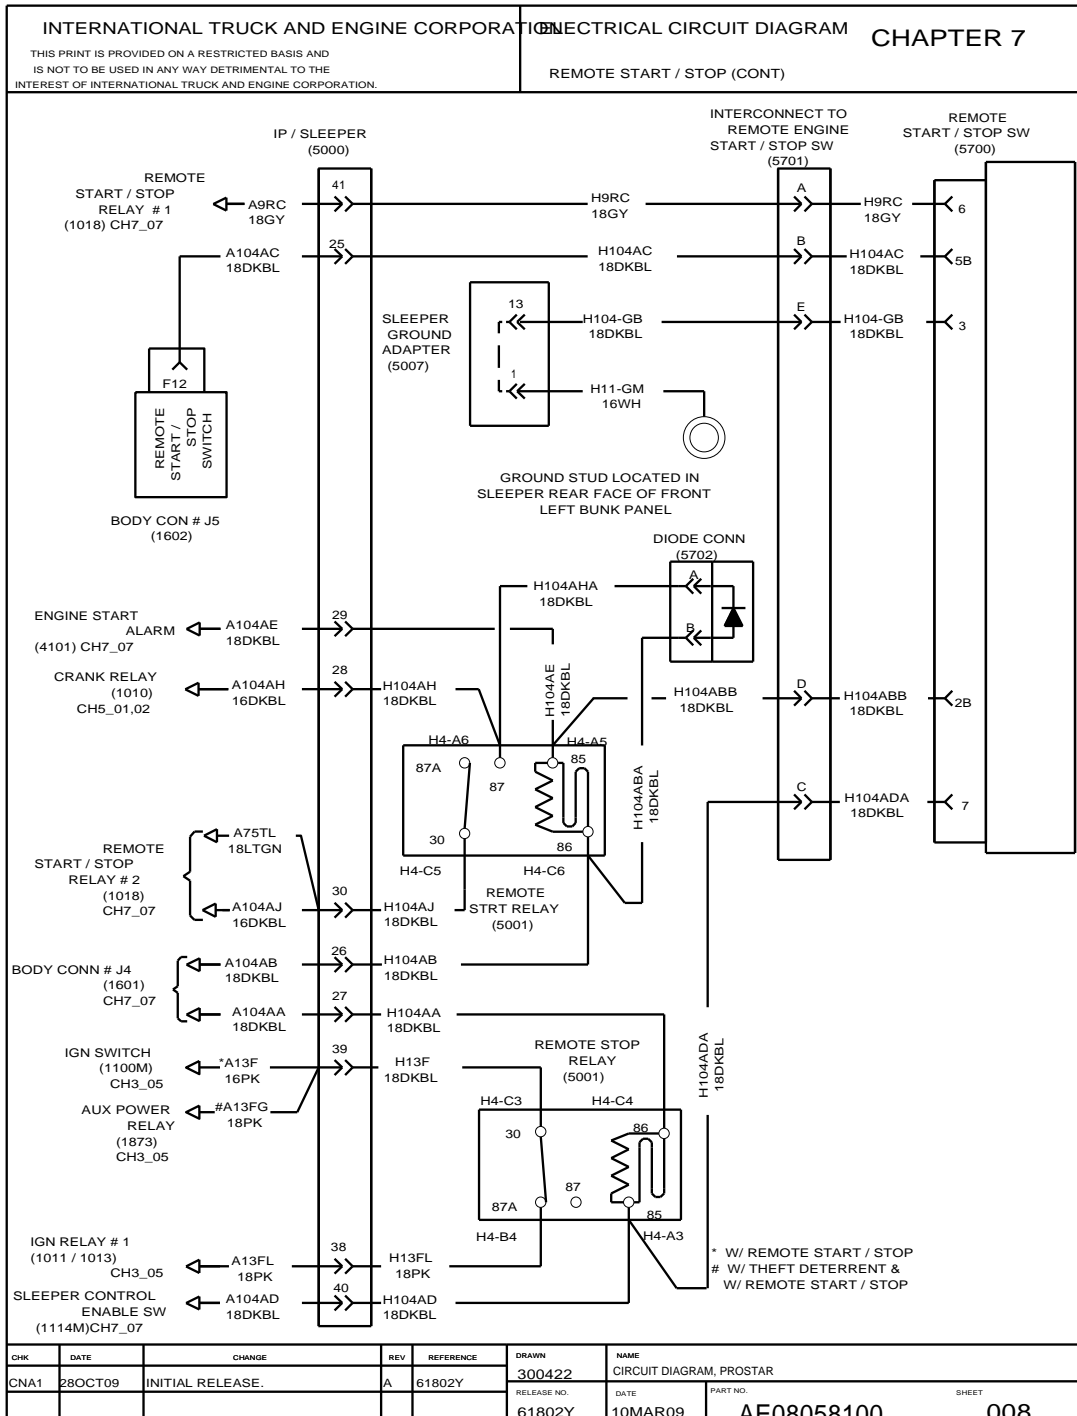 INTERNATIONAL TRUCK AND ENGINE CORPORATION
THIS PRINT IS PROVIDED ON A RESTRICTED BASIS AND
IS NOT TO BE USED IN ANY WAY DETRIMENTAL TO THE
INTEREST OF INTERNATIONAL TRUCK AND ENGINE CORPORATION.
ELECTRICAL CIRCUIT DIAGRAM
CHAPTER 7
REMOTE START / STOP (CONT)
IP / SLEEPER
(5000)
INTERCONNECT TO
REMOTE ENGINE
START / STOP SW
(5701)
REMOTE
START / STOP SW
(5700)
REMOTE
START / STOP
RELAY # 1
(1018) CH7_07
A9RC
18GY
41
H9RC
18GY
A
H9RC
18GY
6
A104AC
18DKBL
25
H104AC
18DKBL
B
H104AC
18DKBL
5B
SLEEPER
GROUND
ADAPTER
(5007)
13
H104-GB
18DKBL
E
H104-GB
18DKBL
3
1
H11-GM
16WH
F12
REMOTE
START /
STOP
SWITCH
BODY CON # J5
(1602)
GROUND STUD LOCATED IN
SLEEPER REAR FACE OF FRONT
LEFT BUNK PANEL
DIODE CONN
(5702)
A
B
H104AHA
18DKBL
ENGINE START
ALARM
(4101) CH7_07
A104AE
18DKBL
29
H104AE
18DKBL
CRANK RELAY
(1010)
CH5_01,02
A104AH
16DKBL
28
H104AH
18DKBL
H104ABB
18DKBL
D
H104ABB
18DKBL
2B
H4-A6
H4-A5
87A
87
85
30
86
H4-C5
H4-C6
REMOTE
STRT RELAY
(5001)
H104ABA
18DKBL
C
H104ADA
18DKBL
7
REMOTE
START / STOP
RELAY # 2
(1018)
CH7_07
A75TL
18LTGN
A104AJ
16DKBL
30
H104AJ
18DKBL
BODY CONN # J4
(1601)
CH7_07
A104AB
18DKBL
26
H104AB
18DKBL
A104AA
18DKBL
27
H104AA
18DKBL
IGN SWITCH
(1100M)
CH3_05
*A13F
16PK
39
H13F
18DKBL
AUX POWER
RELAY
(1873)
CH3_05
#A13FG
18PK
REMOTE STOP
RELAY
(5001)
H104ADA
18DKBL
H4-C3
H4-C4
30
86
87A
87
85
H4-B4
H4-A3
IGN RELAY # 1
(1011 / 1013)
CH3_05
A13FL
18PK
38
H13FL
18PK
SLEEPER CONTROL
ENABLE SW
(1114M)CH7_07
A104AD
18DKBL
40
H104AD
18DKBL
* W/ REMOTE START / STOP
# W/ THEFT DETERRENT &
W/ REMOTE START / STOP
CHK DATE CHANGE REV REFERENCE
CNA1 28OCT09 INITIAL RELEASE. A 61802Y
DRAWN
300422
NAME
CIRCUIT DIAGRAM, PROSTAR
RELEASE NO.
61802Y
DATE
10MAR09
PART NO.
AE08058100
SHEET
008